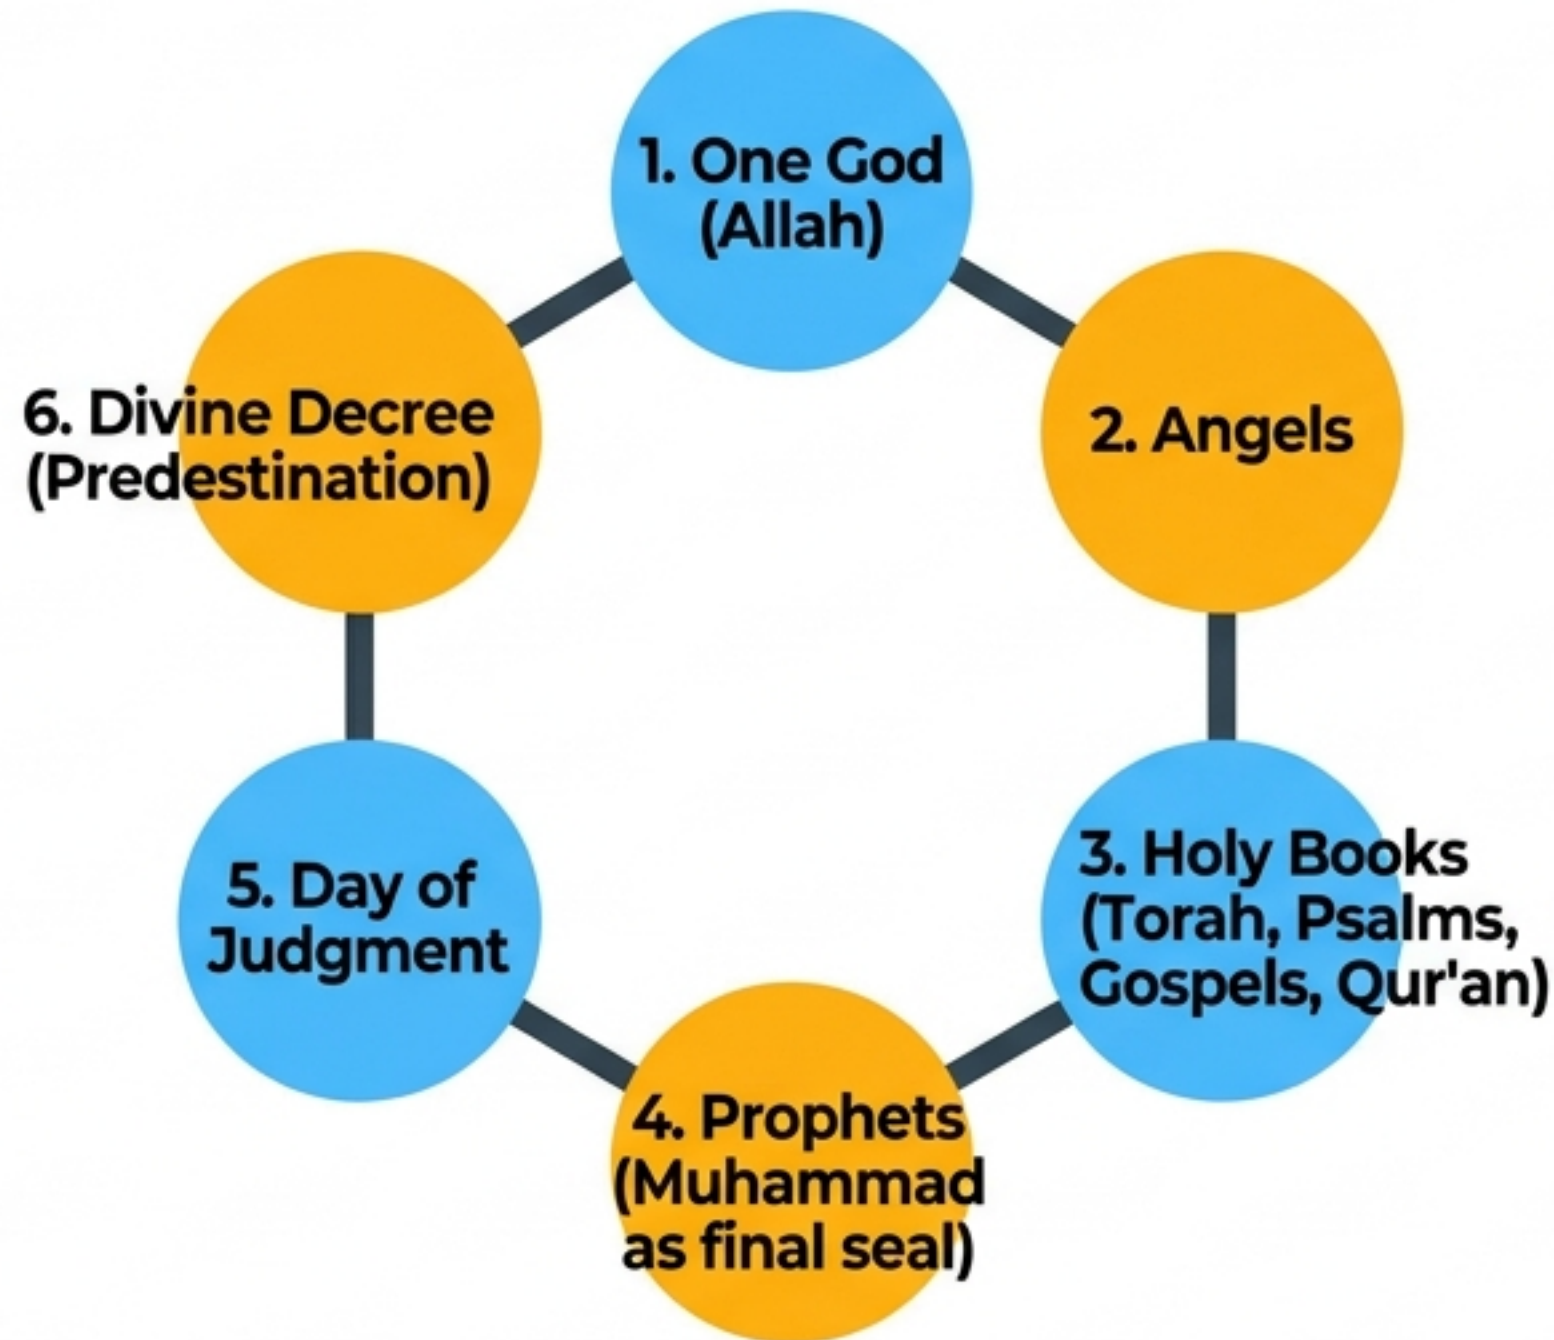 1. One God
(Allah)
2. Angels
3. Holy Books
(Torah, Psalms,
Gospels, Qur'an)
4. Prophets
(Muhammad
as final seal)
5. Day of
Judgment
6. Divine Decree
(Predestination)